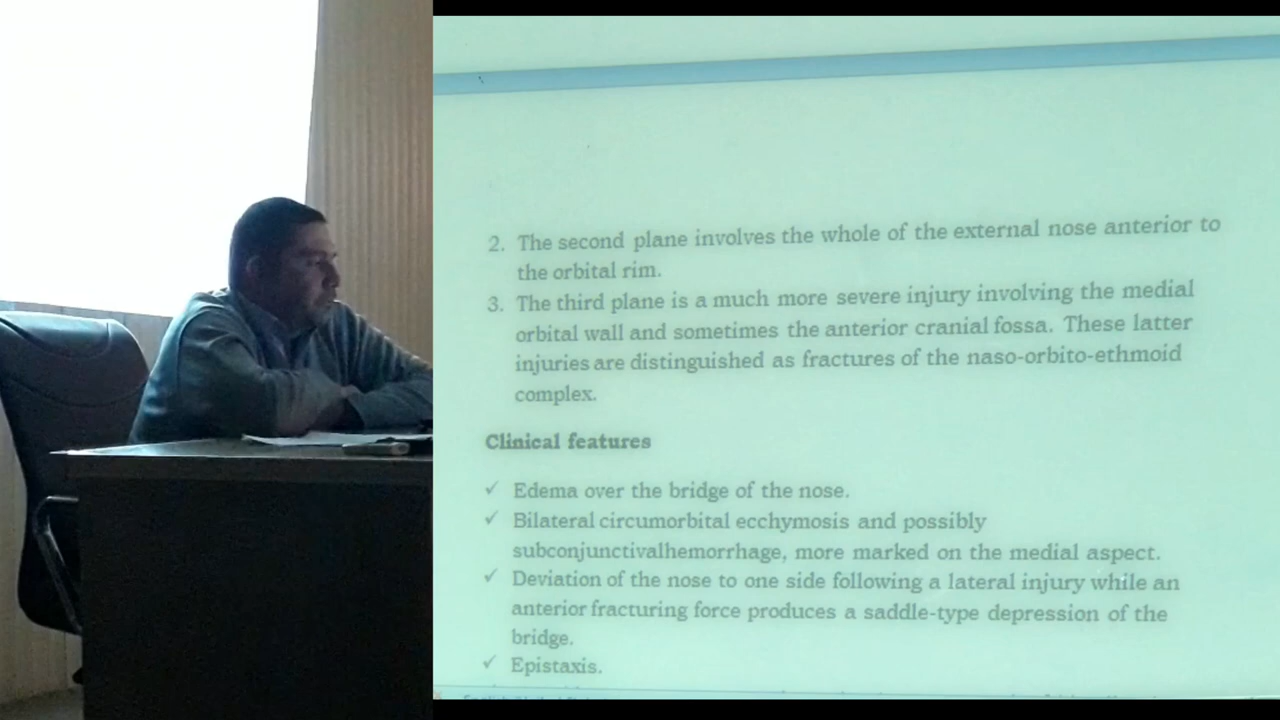 2. The second plane involves the whole of the external nose anterior to
the orbital rim.
3. The third plane is a much more severe injury involving the medial
orbital wall and sometimes the anterior cranial fossa. These latter
injuries are distinguished as fractures of the naso-orbito-ethmoid
complex.
Clinical features
✓ Edema over the bridge of the nose.
✓ Bilateral circumorbital ecchymosis and possibly
subconjunctivalhemorrhage, more marked on the medial aspect.
✓ Deviation of the nose to one side following a lateral injury while an
anterior fracturing force produces a saddle-type depression of the
bridge.
✓ Epistaxis.